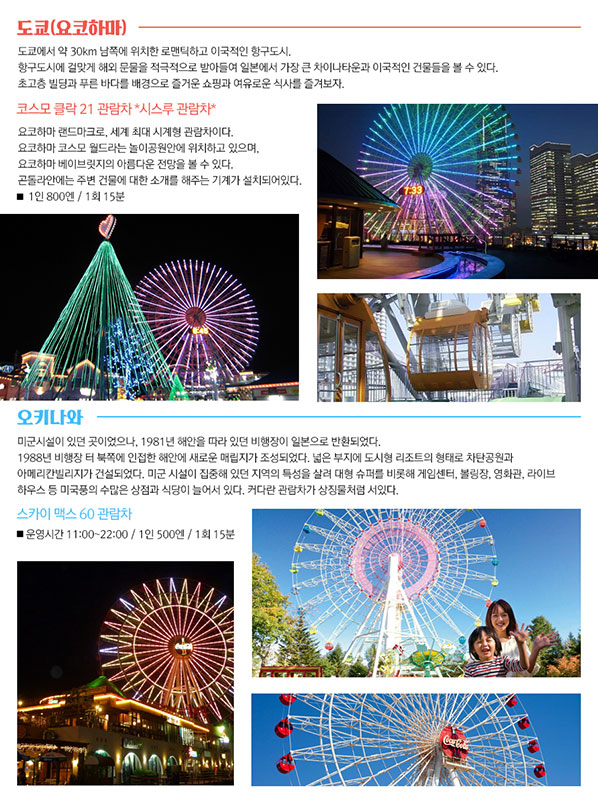 도쿄(요코하마)
도쿄에서 약 30km 남쪽에 위치한 로맨틱하고 이국적인 항구도시.
항구도시에 걸맞게 해외 문물을 적극적으로 받아들여 일본에서 가장 큰 차이나타운과 이국적인 건물들을 볼 수 있다.
초고층 빌딩과 푸른 바다를 배경으로 즐거운 쇼핑과 여유로운 식사를 즐겨보자.
코스모 클락 21 관람차 *시스루 관람차*
요코하마 랜드마크로, 세계 최대 시계형 관람차이다.
요코하마 코스모 월드라는 놀이공원안에 위치하고 있으며,
요코하마 베이브릿지의 아름다운 전망을 볼 수 있다.
곤돌라안에는 주변 건물에 대한 소개를 해주는 기계가 설치되어있다.
■ 1인 800엔 / 1회 15분
7:33
오키나와
미군시설이 있던 곳이었으나, 1981년 해안을 따라 있던 비행장이 일본으로 반환되었다.
1988년 비행장 터 북쪽에 인접한 해안에 새로운 매립지가 조성되었다. 넓은 부지에 도시형 리조트의 형태로 차탄공원과
아메리칸빌리지가 건설되었다. 미군 시설이 집중해 있던 지역의 특성을 살려 대형 슈퍼를 비롯해 게임센터, 볼링장, 영화관, 라이브
하우스 등 미국풍의 수많은 상점과 식당이 늘어서 있다. 커다란 관람차가 상징물처럼 서있다.
스카이 맥스 60 관람차
■ 운영시간 11:00~22:00 / 1인 500엔 / 1회 15분
Coca-Cola
Coca-Cola